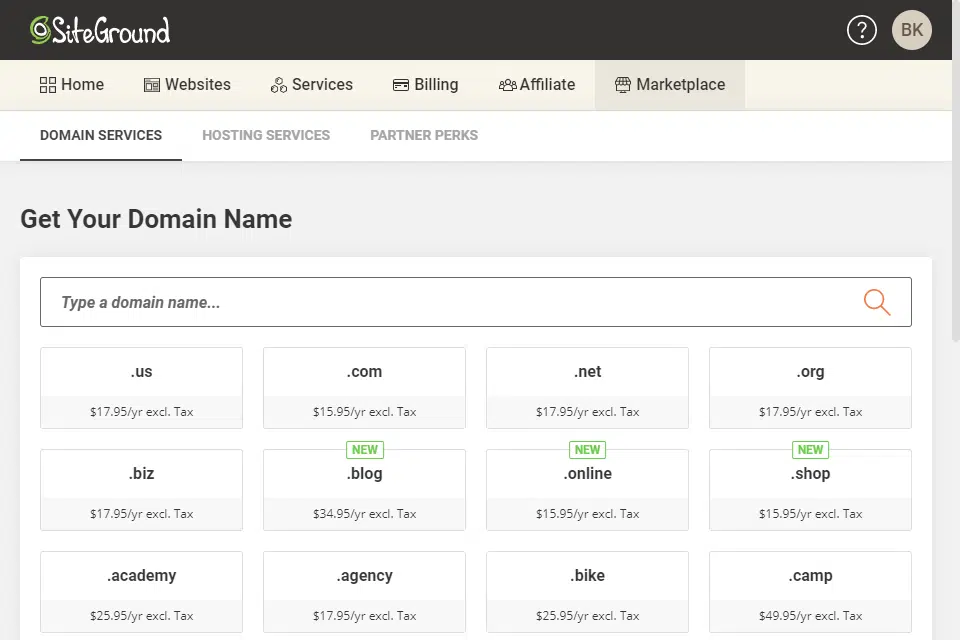 SiteGround
?
BK
Home Websites Services Billing Affiliate Marketplace
DOMAIN SERVICES HOSTING SERVICES PARTNER PERKS
Get Your Domain Name
Type a domain name...
.us .com .net .org
$17.95/yr excl. Tax $15.95/yr excl. Tax $17.95/yr excl. Tax $17.95/yr excl. Tax
NEW NEW NEW
.biz .blog .online .shop
$17.95/yr excl. Tax $34.95/yr excl. Tax $15.95/yr excl. Tax $15.95/yr excl. Tax
.academy .agency .bike .camp
$25.95/yr excl. Tax $17.95/yr excl. Tax $25.95/yr excl. Tax $49.95/yr excl. Tax